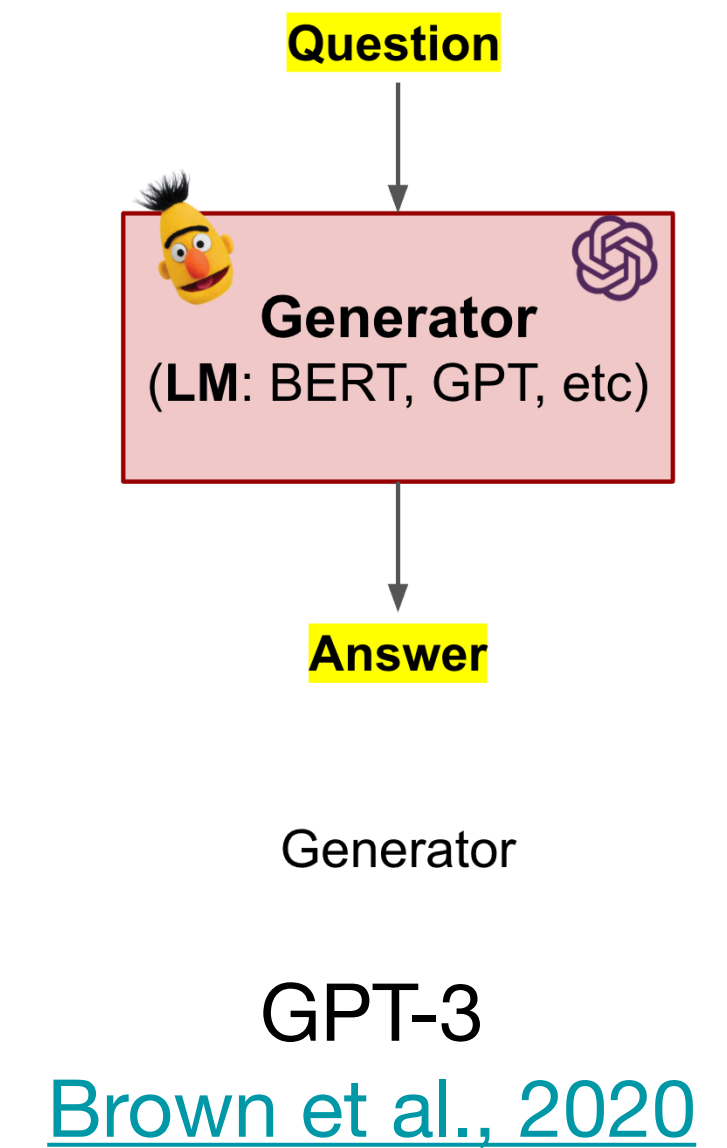 Question
Generator
(LM: BERT, GPT, etc)
Answer
Generator
GPT-3
Brown et al., 2020